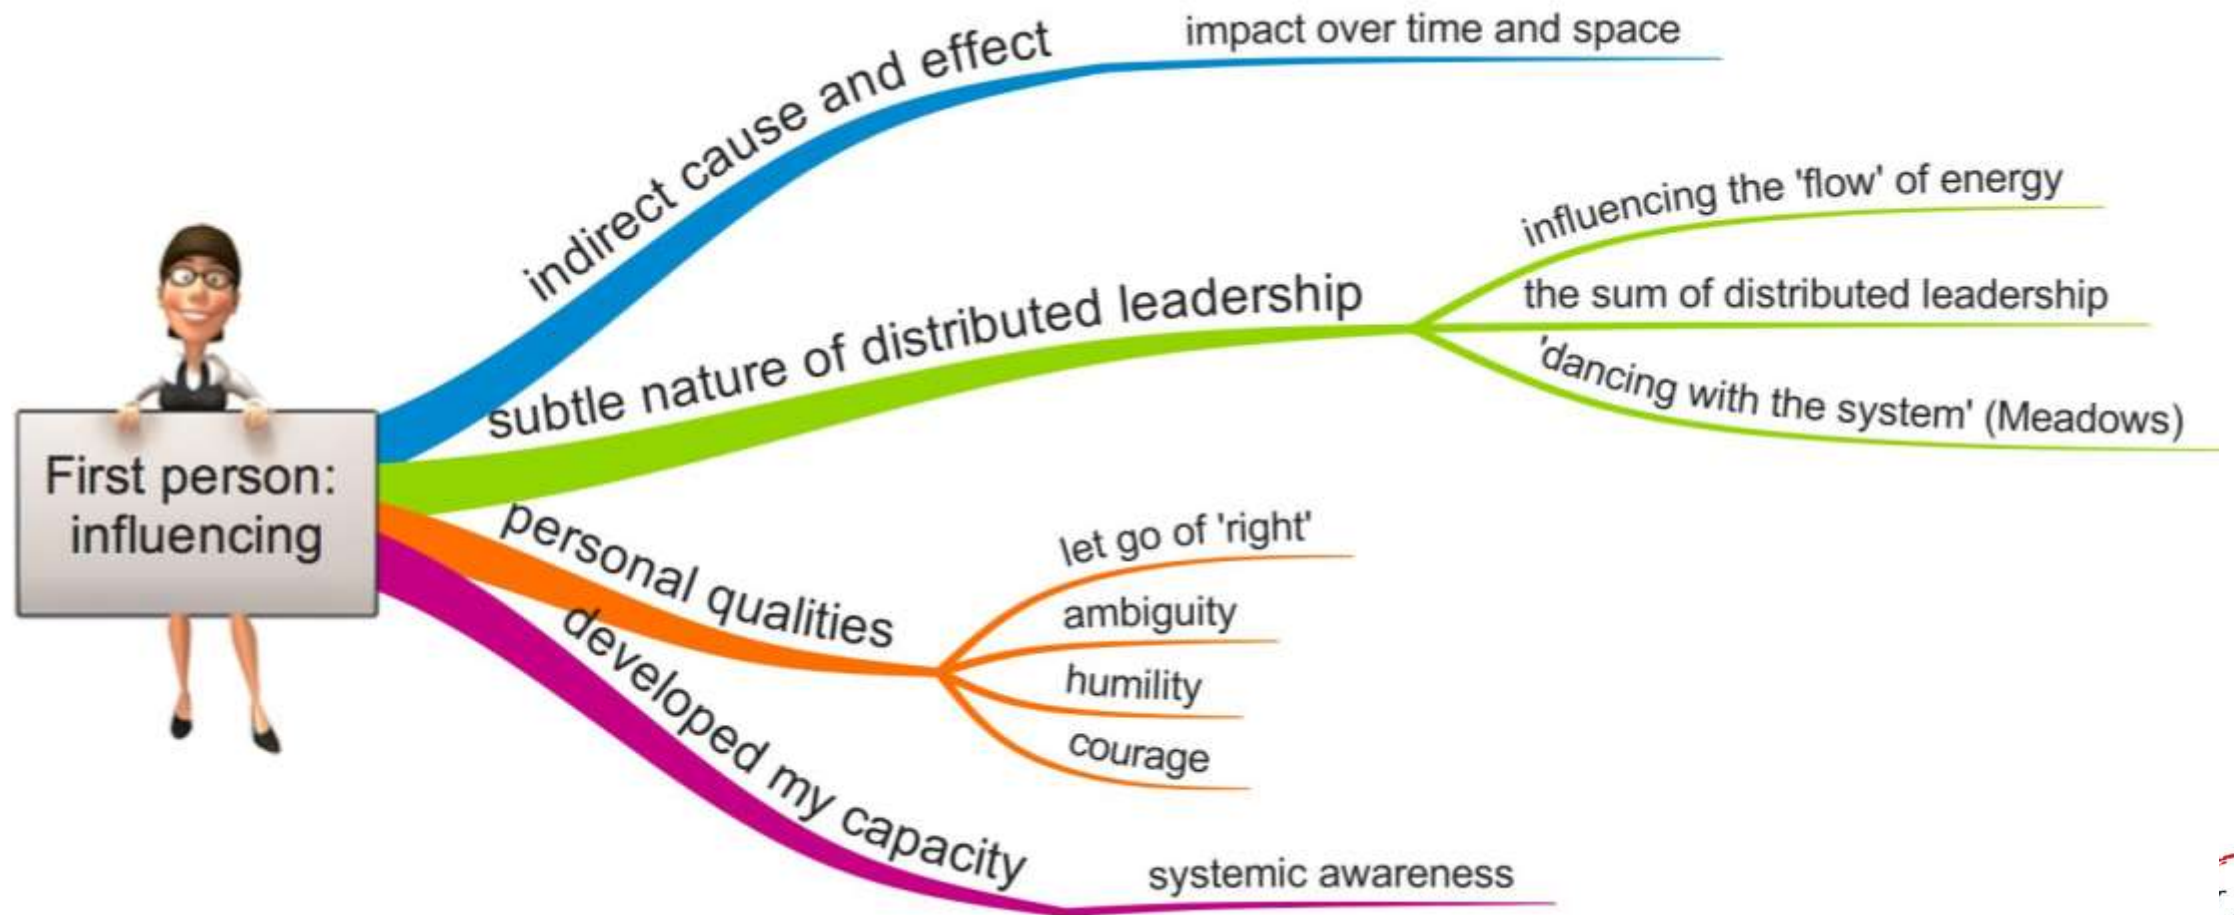 First person:
influencing
indirect cause and effect
impact over time and space
subtle nature of distributed leadership
influencing the 'flow' of energy
the sum of distributed leadership
'dancing with the system' (Meadows)
personal qualities
let go of 'right'
ambiguity
humility
courage
developed my capacity
systemic awareness